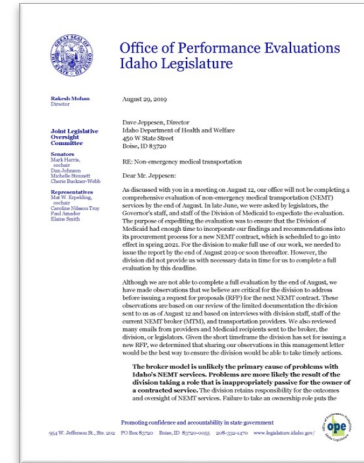 Office of Performance Evaluations
Idaho Legislature
Rakesh Mohan
Director
Joint Legislative
Oversight
Committee
Senators
Mark Harris,
cochair
Dan Johnson
Michelle Stennett
Cherie Buckner-Webb
Representatives
Mat W. Erpelding,
cochair
Caroline Nilsson Troy
Paul Amador
Elaine Smith
August 29, 2019
Dave Jeppesen, Director
Idaho Department of Health and Welfare
450 W State Street
Boise, ID 83720
RE: Non-emergency medical transportation
Dear Mr. Jeppesen:
As discussed with you in a meeting on August 12, our office will not be completing a
comprehensive evaluation of non-emergency medical transportation (NEMT)
services by the end of August. In late June, we were asked by legislators, the
Governor's staff, and staff of the Division of Medicaid to expedite the evaluation.
The purpose of expediting the evaluation was to ensure that the Division of
Medicaid had enough time to incorporate our findings and recommendations into
its procurement process for a new NEMT contract, which is scheduled to go into
effect in spring 2021. For the division to make full use of our work, we needed to
issue the report by the end of August 2019 or soon thereafter. However, the
division did not provide us with necessary data in time for us to complete a full
evaluation by this deadline.
Although we are not able to complete a full evaluation by the end of August, we
have made observations that we believe are critical for the division to address
before issuing a request for proposals (RFP) for the next NEMT contract. These
observations are based on our review of the limited documentation the division
sent to us as of August 12 and based on interviews with division staff, staff of the
current NEMT broker (MTM), and transportation providers. We also reviewed
many emails from providers and Medicaid recipients sent to the broker, the
division, or legislators. Given the short timeframe the division has set for issuing a
new RFP, we determined that sharing our observations in this management letter
would be the best way to ensure the division would be able to take timely actions.
The broker model is unlikely the primary cause of problems with
Idaho's NEMT services. Problems are more likely the result of the
division taking a role that is inappropriately passive for the owner of
a contracted service. The division retains responsibility for the outcomes
and oversight of NEMT services. Failure to take an ownership role puts the
Promoting confidence and accountability in state government
954 W. Jefferson St., Ste. 202 PO Box 83720 Boise, ID 83720-0055 208-332-1470 www.legislature.idaho.gov/
ope